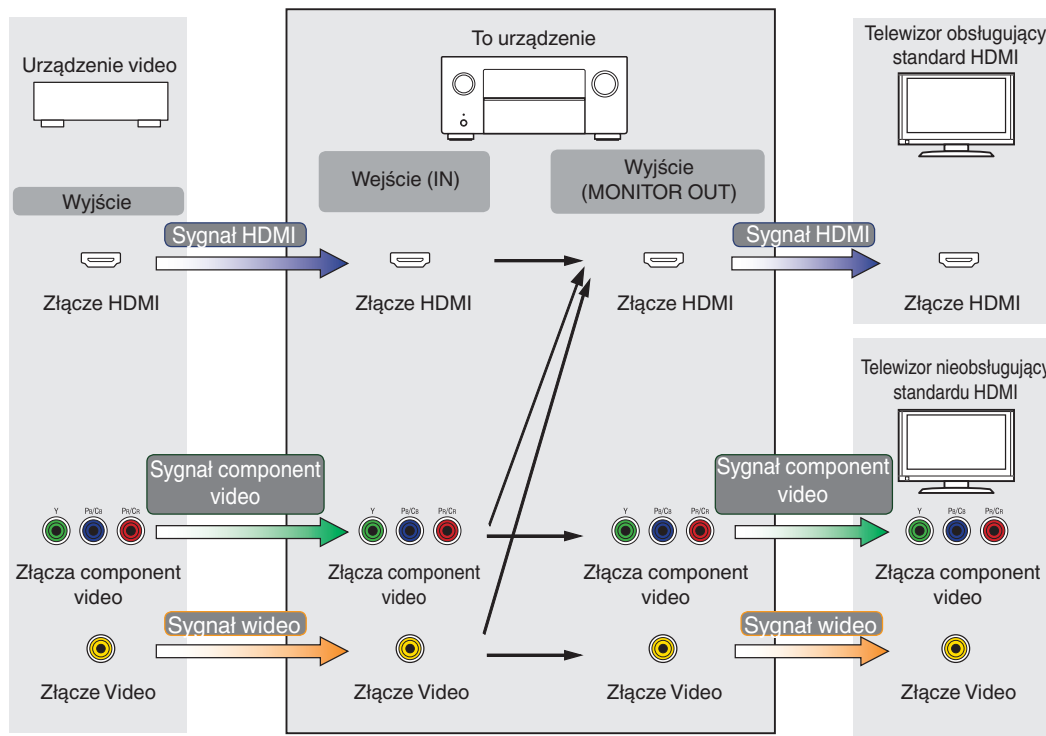 Urządzenie video
To urządzenie
Telewizor obsługujący
standard HDMI
Wyjście
Wejście (IN)
Wyjście
(MONITOR OUT)
Sygnał HDMI
Sygnał HDMI
Złącze HDMI
Złącze HDMI
Złącze HDMI
Złącze HDMI
Telewizor nieobsługujący
standardu HDMI
Sygnał component
video
Sygnał component
video
Y PB/CB PR/CR
Y PB/CB PR/CR
Y PB/CB PR/CR
Y PB/CB PR/CR
Złącza component
video
Złącza component
video
Złącza component
video
Złącza component
video
Sygnał wideo
Sygnał wideo
Złącze Video
Złącze Video
Złącze Video
Złącze Video